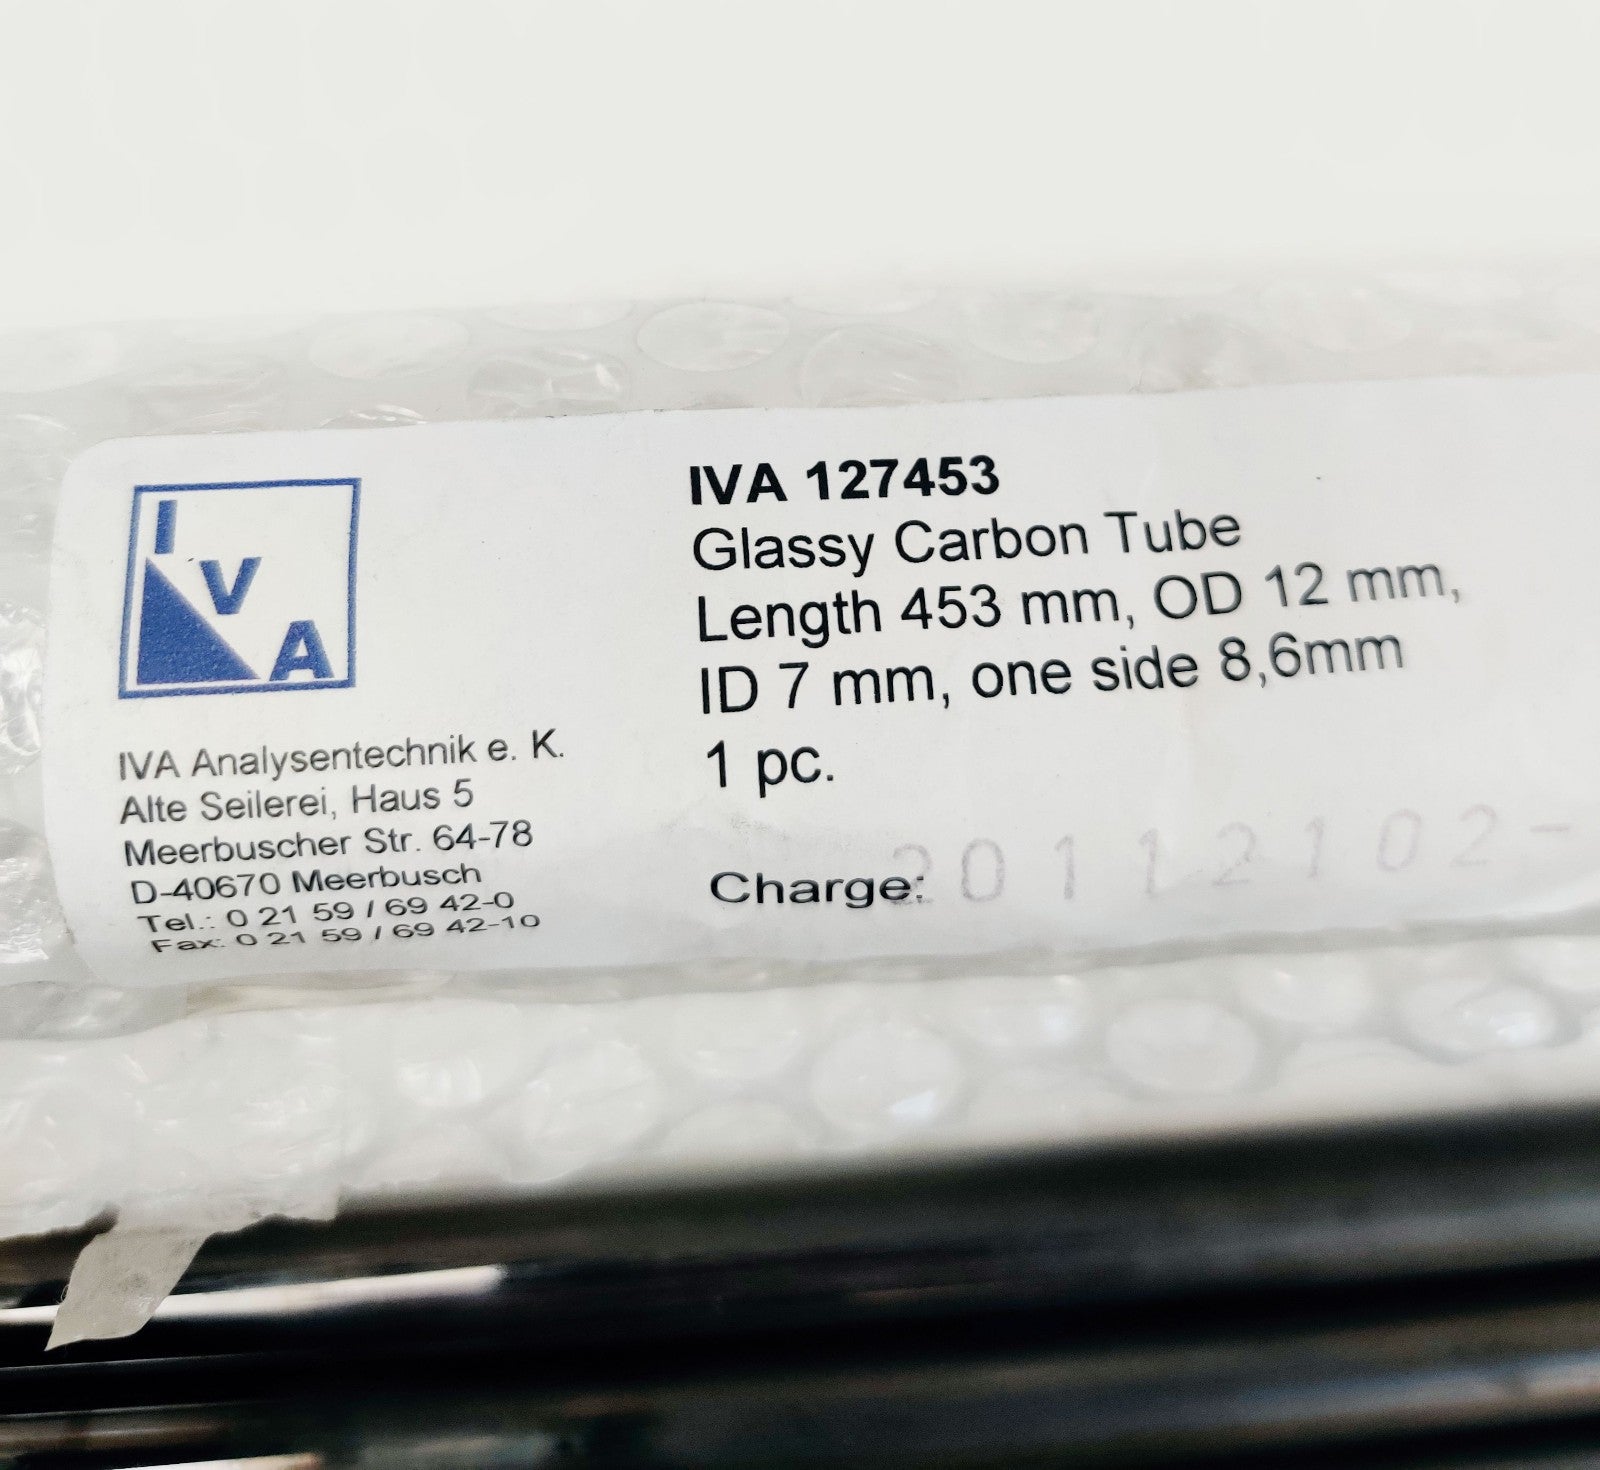 I
V
A
IVA Analysentechnik e. K.
Alte Seilerei, Haus 5
Meerbuscher Str. 64-78
D-40670 Meerbusch
Tel.: 0 21 59 / 69 42-0
Fax: 0 21 59 / 69 42-10
IVA 127453
Glassy Carbon Tube
Length 453 mm, OD 12 mm,
ID 7 mm, one side 8,6mm
1 pc.
Charge: 20112102-